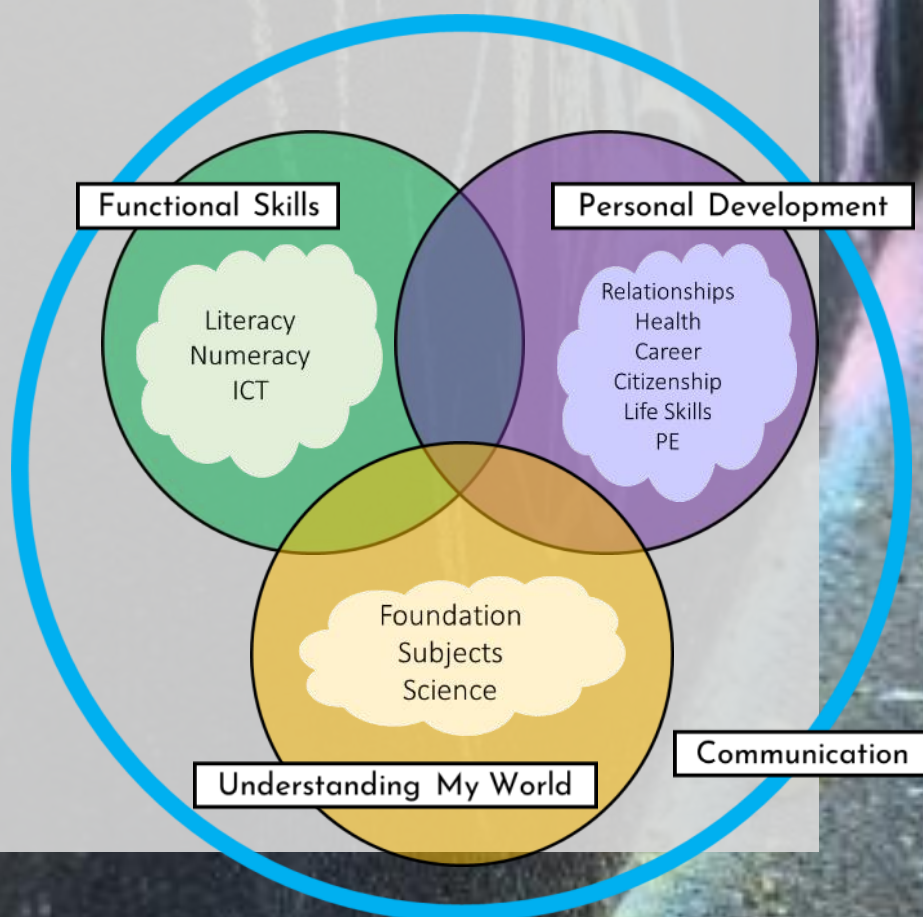 Functional Skills
Personal Development
Literacy
Numeracy
ICT
Relationships
Health
Career
Citizenship
Life Skills
PE
Foundation
Subjects
Science
Communication
Understanding My World